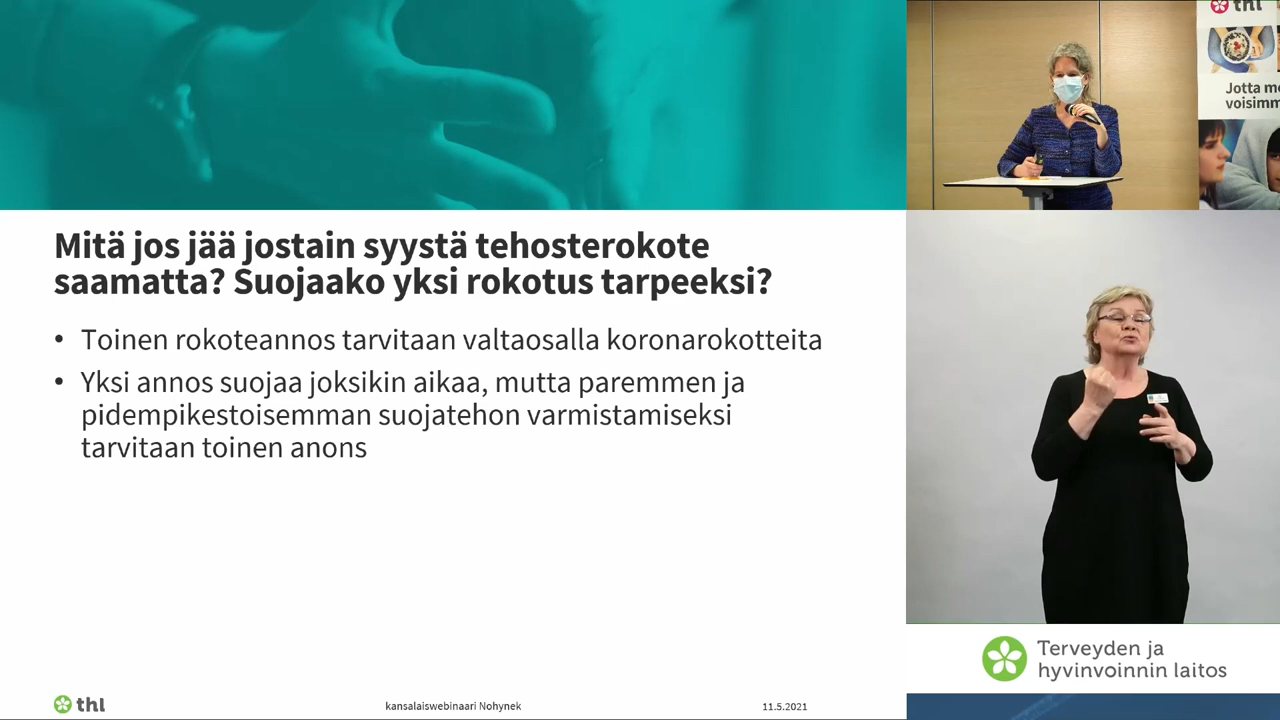 Mitä jos jää jostain syystä tehosterokote
saamatta? Suojaako yksi rokotus tarpeeksi?
• Toinen rokoteannos tarvitaan valtaosalla koronarokotteita
• Yksi annos suojaa joksikin aikaa, mutta paremmen ja
pidempikestoisemman suojatehon varmistamiseksi
tarvitaan toinen anons
thl
kansalaiswebinaari Nohynek
11.5.2021
thl
Jotta
voisimm
Terveyden ja
hyvinvoinnin laitos